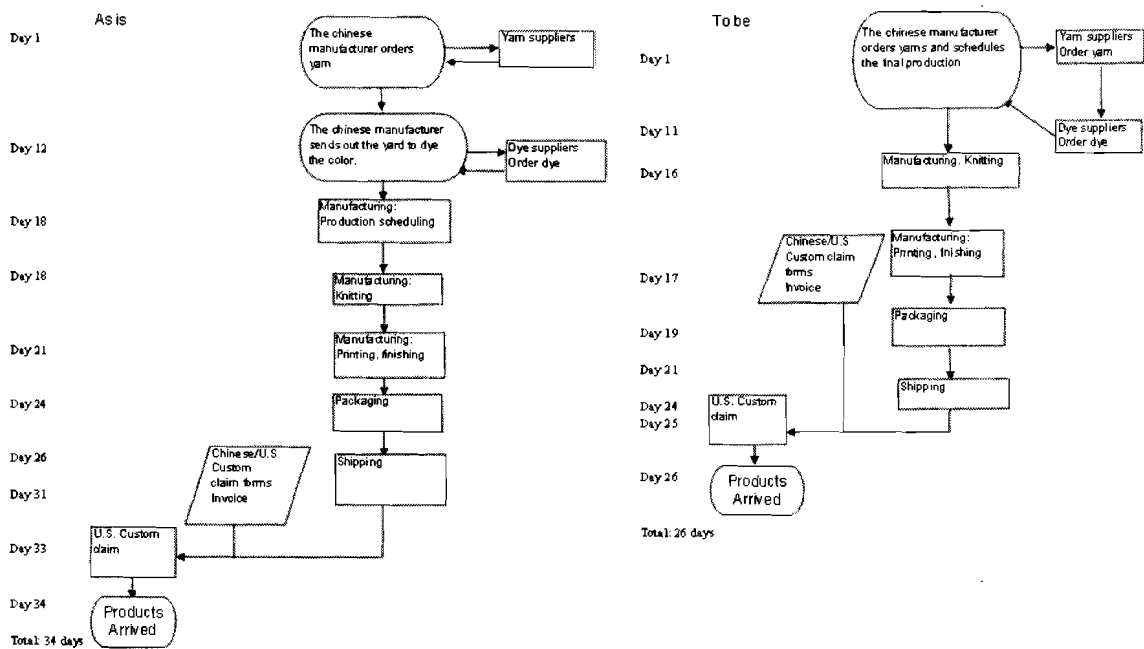 As is
Day 1
The chinese
manufacturer orders
yarn
Yarn suppliers
Day 12
The chinese manufacturer
sends out the yard to dye
the color.
Dye suppliers
Order dye
Day 18
Manufacturing:
Production scheduling
Day 18
Manufacturing:
Knitting
Day 21
Manufacturing:
Printing, finishing
Day 24
Packaging
Day 26
Chinese/U.S
Custom
claim forms
Invoice
Shipping
Day 31
U.S. Custom
claim
Day 33
Day 34
Products
Arrived
Total: 34 days
To be
Day 1
The chinese manufacturer
orders yarns and schedules
the final production
Yarn suppliers
Order yarn
Day 11
Dye suppliers
Order dye
Day 16
Manufacturing: Knitting
Chinese/U.S
Custom claim
forms
Invoice
Manufacturing:
Printing, finishing
Day 17
Packaging
Day 19
Day 21
Shipping
Day 24
U.S. Custom
claim
Day 25
Day 26
Products
Arrived
Total: 26 days